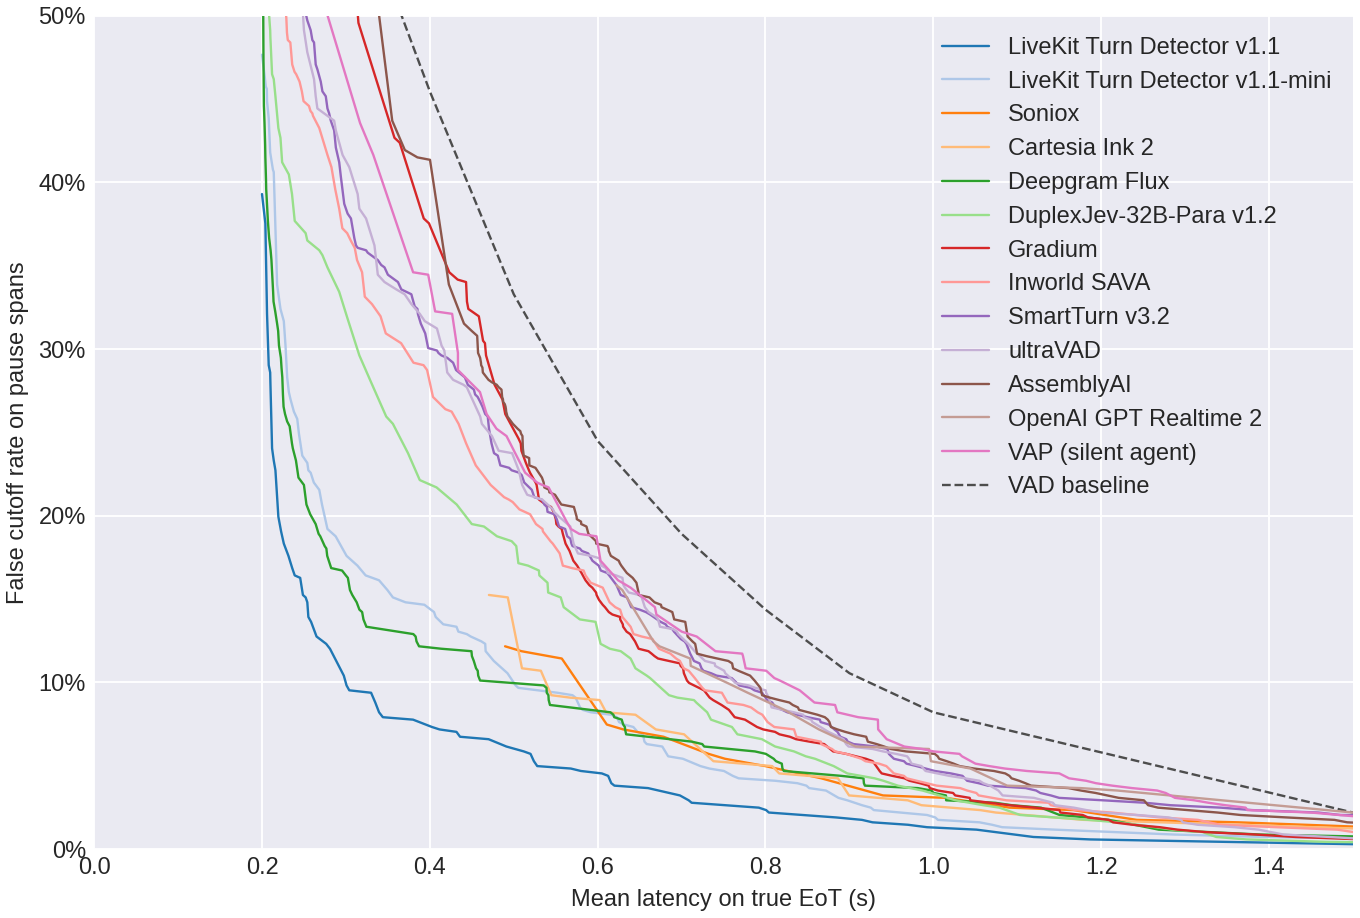 50%
40%
30%
20%
10%
0%
False cutoff rate on pause spans
0.0 0.2 0.4 0.6 0.8 1.0 1.2 1.4
Mean latency on true EoT (s)
LiveKit Turn Detector v1.1
LiveKit Turn Detector v1.1-mini
Soniox
Cartesia Ink 2
Deepgram Flux
DuplexJev-32B-Para v1.2
Gradium
Inworld SAVA
SmartTurn v3.2
ultraVAD
AssemblyAI
OpenAI GPT Realtime 2
VAP (silent agent)
VAD baseline